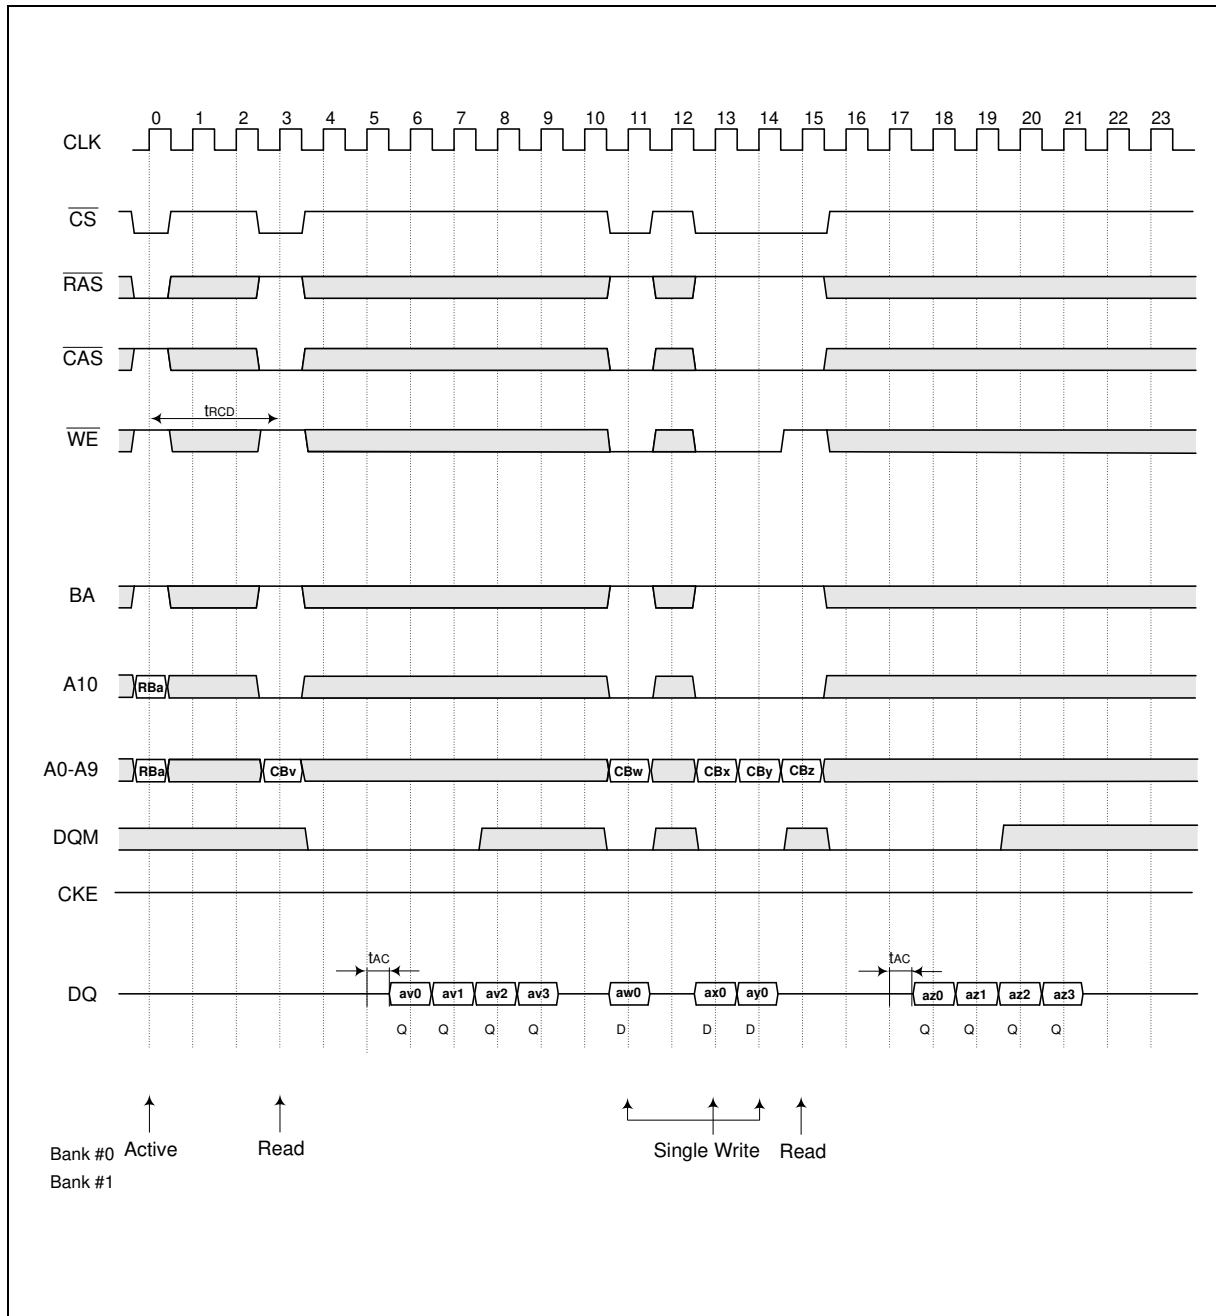 0 1 2 3 4 5 6 7 8 9 10 11 12 13 14 15 16 17 18 19 20 21 22 23
CLK
CS
RAS
CAS
tRCD
WE
BA
A10 RBa
A0-A9 RBa CBv CBw CBx CBy CBz
DQM
CKE
tAC tAC
DQ av0 av1 av2 av3 aw0 ax0 ay0 az0 az1 az2 az3
Q Q Q Q D D D Q Q Q Q
Bank #0 Active Read Single Write Read
Bank #1